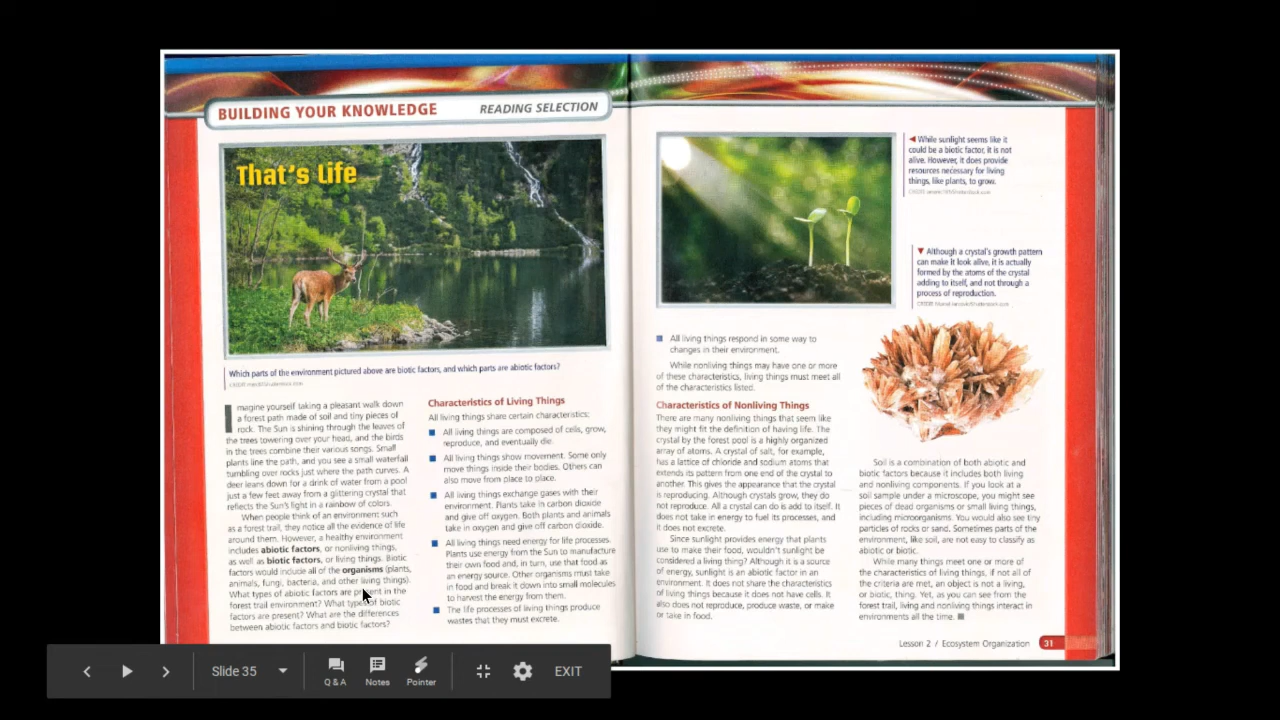 BUILDING YOUR KNOWLEDGE
READING SELECTION
That's Life
Which parts of the environment pictured above are biotic factors, and which parts are abiotic factors?
Imagine yourself taking a pleasant walk down
a forest path made of soil and tiny pieces of
rock. The Sun is shining through the leaves of
the trees towering over your head, and the birds
in the trees combine their various songs. Small
plants line the path, and you see a small waterfall
tumbling over rocks just where the path curves. A
deer leans down for a drink of water from a pool
just a few feet away from a glittering crystal that
reflects the Sun's light in a rainbow of colors.
When people think of an environment such
as a forest trail, they notice all the evidence of life
around them. However, a healthy environment
includes abiotic factors, or nonliving things,
as well as biotic factors, or living things. Biotic
factors would include all of the organisms (plants,
animals, fungi, bacteria, and other living things).
What types of abiotic factors are present in the
forest trail environment? What types of biotic
factors are present? What are the differences
between abiotic factors and biotic factors?
Characteristics of Living Things
All living things share certain characteristics:
All living things are composed of cells, grow,
reproduce, and eventually die.
All living things show movement. Some only
move things inside their bodies. Others can
also move from place to place.
All living things exchange gases with their
environment. Plants take in carbon dioxide
and give off oxygen. Both plants and animals
take in oxygen and give off carbon dioxide.
All living things need energy for life processes.
Plants use energy from the Sun to manufacture
their own food and, in turn, use that food as
an energy source. Other organisms must take
in food and break it down into small molecules
to harvest the energy from them.
The life processes of living things produce
wastes that they must excrete.
While sunlight seems like it
could be a biotic factor, it is not
alive. However, it does provide
resources necessary for living
things, like plants, to grow.
Although a crystal's growth pattern
can make it look alive, it is actually
formed by the atoms of the crystal
adding to itself, and not through a
process of reproduction.
All living things respond in some way to
changes in their environment.
While nonliving things may have one or more
of these characteristics, living things must meet all
of the characteristics listed.
Characteristics of Nonliving Things
There are many nonliving things that seem like
they might fit the definition of having life. The
crystal by the forest pool is a highly organized
array of atoms. A crystal of salt, for example,
has a lattice of chloride and sodium atoms that
extends its pattern from one end of the crystal to
another. This gives the appearance that the crystal
is reproducing. Although crystals grow, they do
not reproduce. All a crystal can do is add to itself. It
does not take in energy to fuel its processes, and
it does not excrete.
Since sunlight provides energy that plants
use to make their food, wouldn't sunlight be
considered a living thing? Although it is a source
of energy, sunlight is an abiotic factor in an
environment. It does not share the characteristics
of living things because it does not have cells. It
also does not reproduce, produce waste, or make
or take in food.
Soil is a combination of both abiotic and
biotic factors because it includes both living
and nonliving components. If you look at a
soil sample under a microscope, you might see
pieces of dead organisms or small living things,
including microorganisms. You would also see tiny
particles of rocks or sand. Sometimes parts of the
environment, like soil, are not easy to classify as
abiotic or biotic.
While many things meet one or more of
the characteristics of living things, if not all of
the criteria are met, an object is not a living,
or biotic, thing. Yet, as you can see from the
forest trail, living and nonliving things interact in
environments all the time.
Lesson 2 / Ecosystem Organization 31
Slide 35
Q & A
Notes
Pointer
EXIT